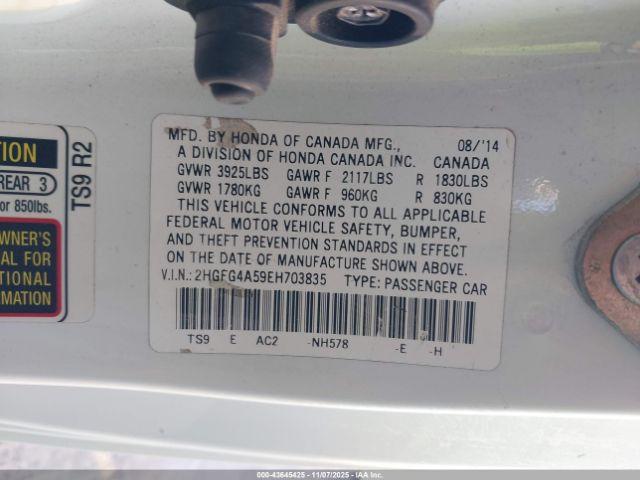 TION
REAR 3
or 850lbs.
WNER'S
AL FOR
TIONAL
RMATION
TS9 R2
MFD. BY HONDA OF CANADA MFG., 08/'14
A DIVISION OF HONDA CANADA INC. CANADA
GVWR 3925LBS GAWR F 2117LBS R 1830LBS
GVWR 1780KG GAWR F 960KG R 830KG
THIS VEHICLE CONFORMS TO ALL APPLICABLE
FEDERAL MOTOR VEHICLE SAFETY, BUMPER,
AND THEFT PREVENTION STANDARDS IN EFFECT
ON THE DATE OF MANUFACTURE SHOWN ABOVE.
V.I.N.: 2HGFG4A59EH703835 TYPE: PASSENGER CAR
TS9 E AC2 -NH578 -E -H
000-43645425 - 11/07/2025 - IAAI Inc.